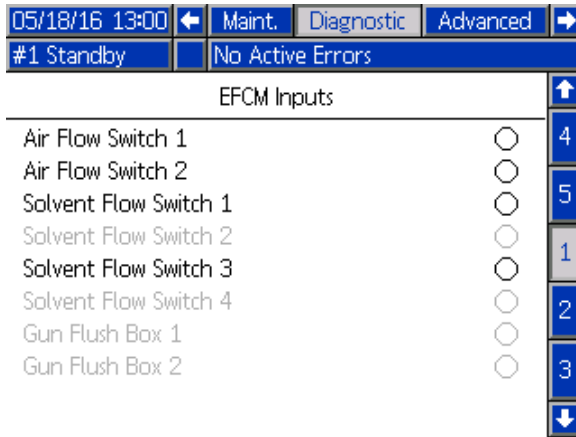 05/18/16 13:00 Maint. Diagnostic Advanced
#1 Standby No Active Errors
EFCM Inputs
Air Flow Switch 1
Air Flow Switch 2
Solvent Flow Switch 1
Solvent Flow Switch 2
Solvent Flow Switch 3
Solvent Flow Switch 4
Gun Flush Box 1
Gun Flush Box 2
4
5
1
2
3